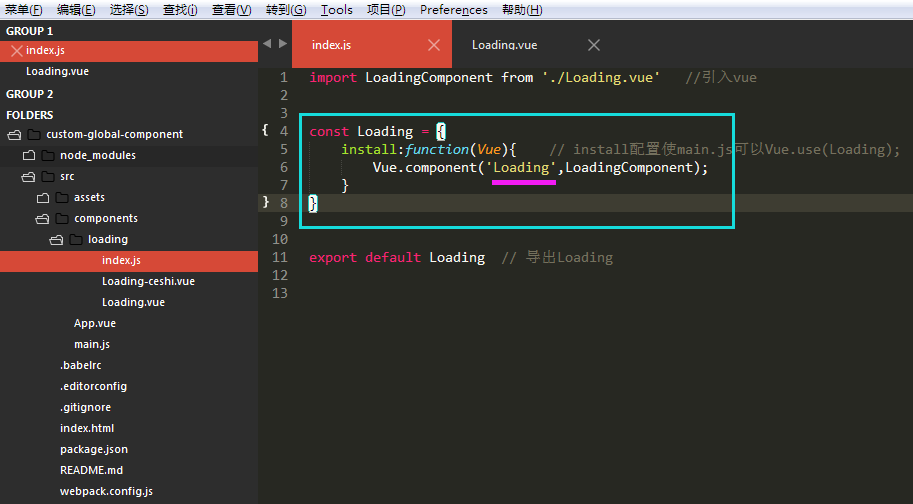 菜单(F) 编辑(E) 选择(S) 查找(i) 查看(V) 转到(G) Tools 项目(P) Preferences 帮助(H)
GROUP 1
index.js
Loading.vue
GROUP 2
FOLDERS
custom-global-component
node_modules
src
assets
components
loading
index.js
Loading-ceshi.vue
Loading.vue
App.vue
main.js
.babelrc
.editorconfig
.gitignore
index.html
package.json
README.md
webpack.config.js
index.js Loading.vue
1 import LoadingComponent from './Loading.vue' //引入vue
2
3
{ 4 const Loading = {
5 install:function(Vue){ // install配置使main.js可以Vue.use(Loading);
6 Vue.component('Loading',LoadingComponent);
7 }
} 8 }
9
10
11 export default Loading // 导出Loading
12
13